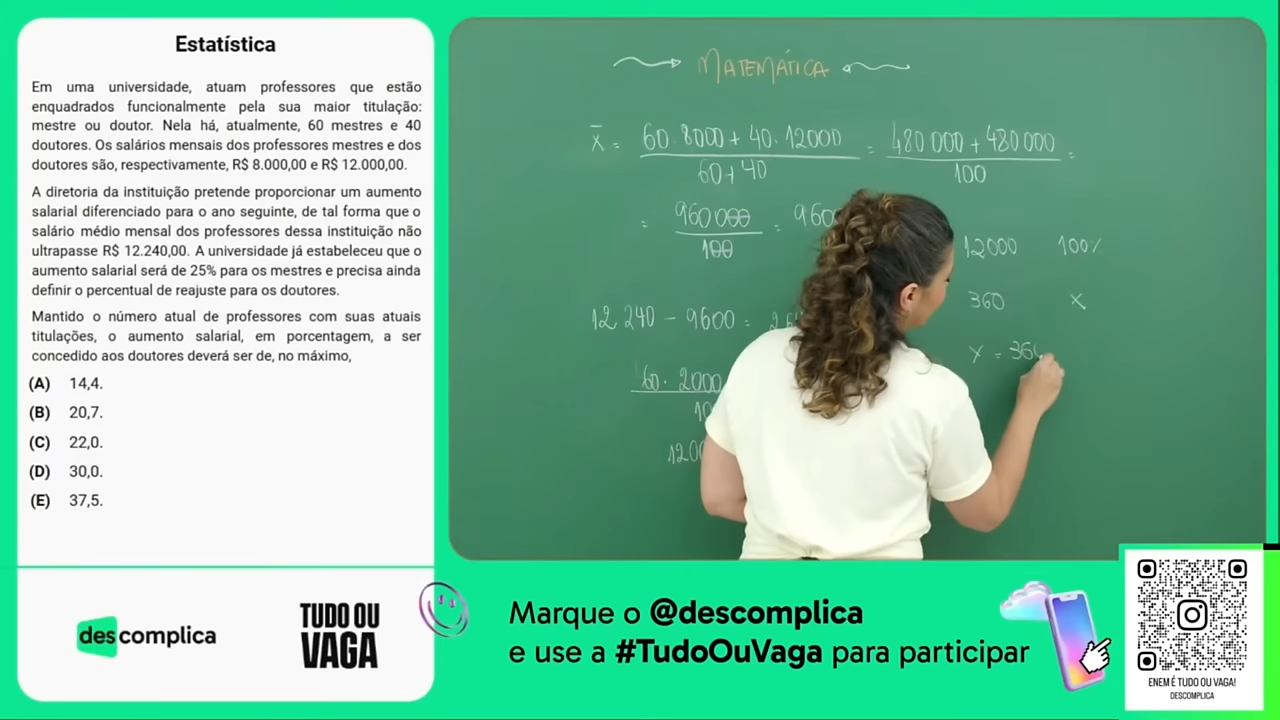 Estatística
Em uma universidade, atuam professores que estão
enquadrados funcionalmente pela sua maior titulação:
mestre ou doutor. Nela há, atualmente, 60 mestres e 40
doutores. Os salários mensais dos professores mestres e dos
doutores são, respectivamente, R$ 8.000,00 e R$ 12.000,00.
A diretoria da instituição pretende proporcionar um aumento
salarial diferenciado para o ano seguinte, de tal forma que o
salário médio mensal dos professores dessa instituição não
ultrapasse R$ 12.240,00. A universidade já estabeleceu que o
aumento salarial será de 25% para os mestres e precisa ainda
definir o percentual de reajuste para os doutores.
Mantido o número atual de professores com suas atuais
titulações, o aumento salarial, em porcentagem, a ser
concedido aos doutores deverá ser de, no máximo,
(A) 14,4.
(B) 20,7.
(C) 22,0.
(D) 30,0.
(E) 37,5.
MATEMÁTICA
x̄ = 60.8000 + 40.12000 = 480 000 + 480 000 =
60 + 40 100
= 960 000 = 960
100
12000 100%
360 x
12 240 - 9600 =
x = 36
60. 2000
descomplica
TUDO OU
VAGA
Marque o @descomplica
e use a #TudoOuVaga para participar
ENEM É TUDO OU VAGA!
DESCOMPLICA